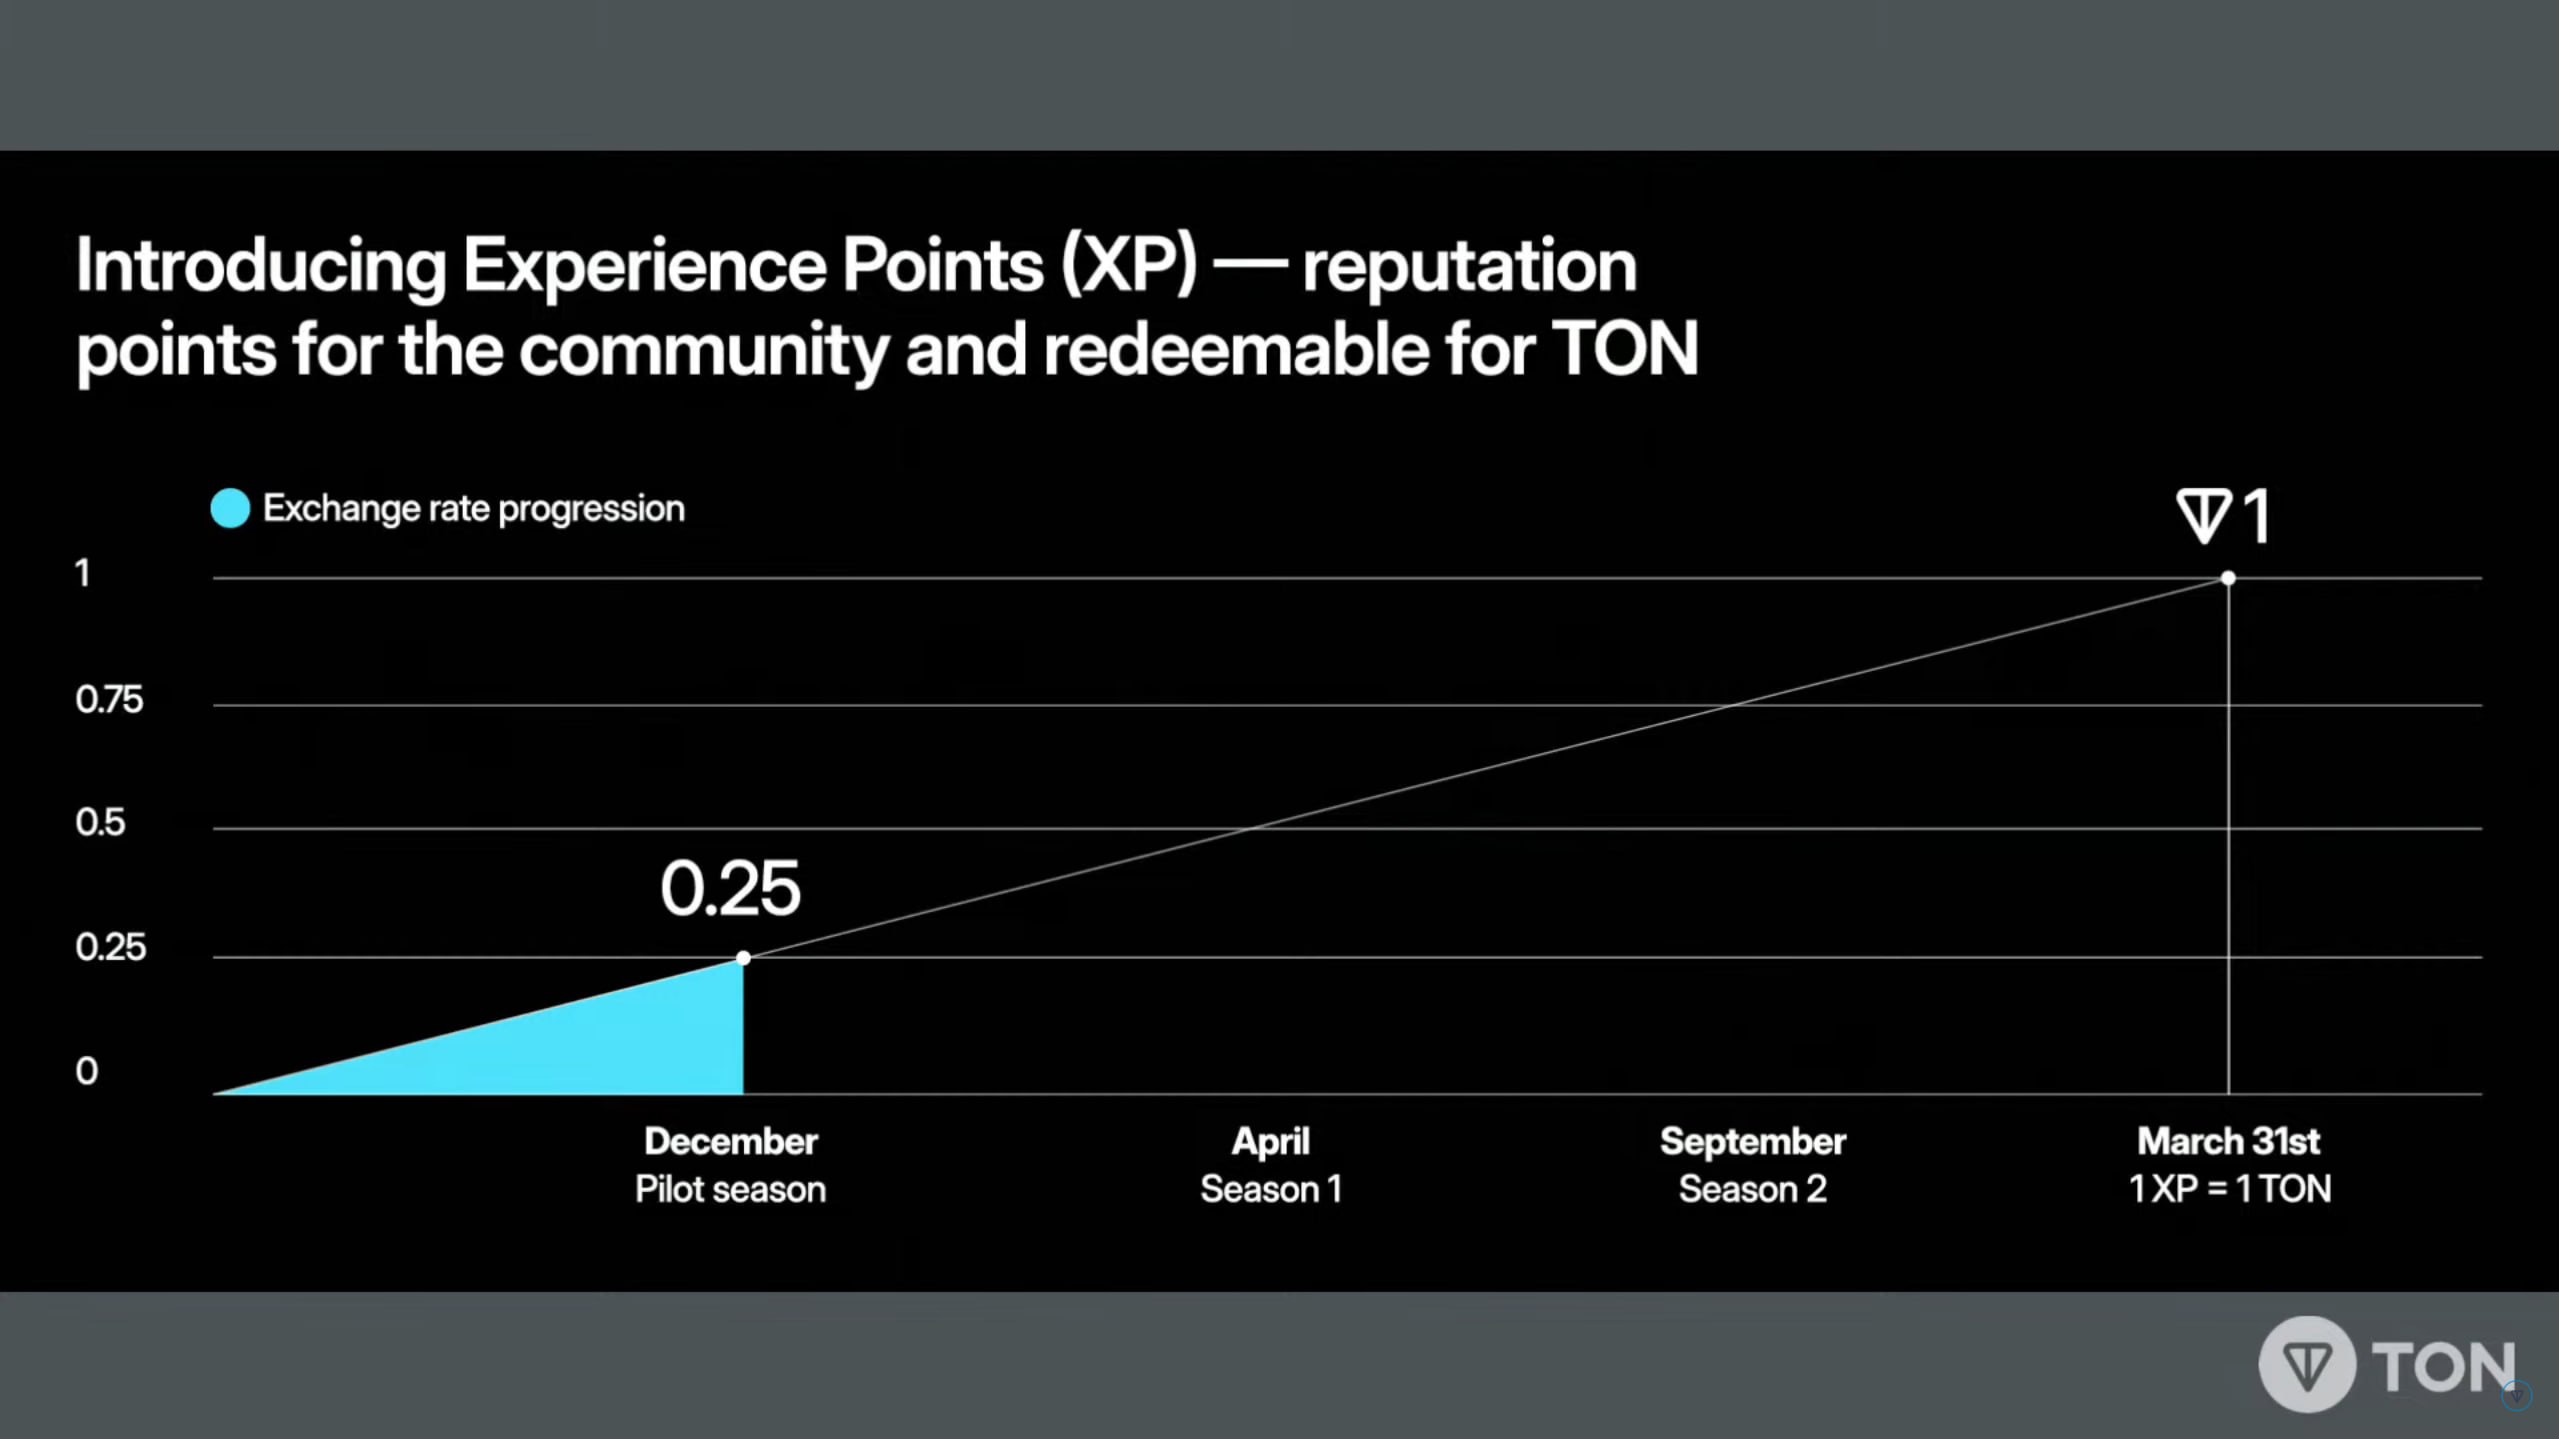 Introducing Experience Points (XP) — reputation
points for the community and redeemable for TON
Exchange rate progression
1
1
0.75
0.5
0.25
0.25
0
December
Pilot season
April
Season 1
September
Season 2
March 31st
1 XP = 1 TON
TON